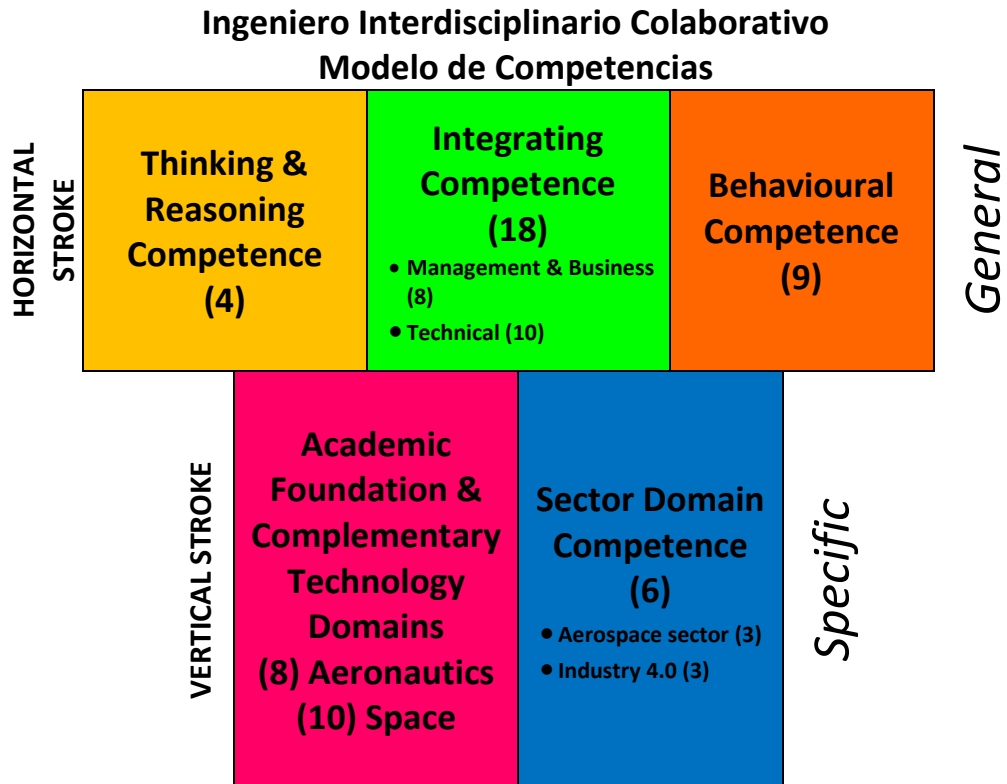 Ingeniero Interdisciplinario Colaborativo
Modelo de Competencias
HORIZONTAL
STROKE
Thinking &
Reasoning
Competence
(4)
Integrating
Competence
(18)
• Management & Business
(8)
• Technical (10)
Behavioural
Competence
(9)
General
VERTICAL STROKE
Academic
Foundation &
Complementary
Technology
Domains
(8) Aeronautics
(10) Space
Sector Domain
Competence
(6)
• Aerospace sector (3)
• Industry 4.0 (3)
Specific